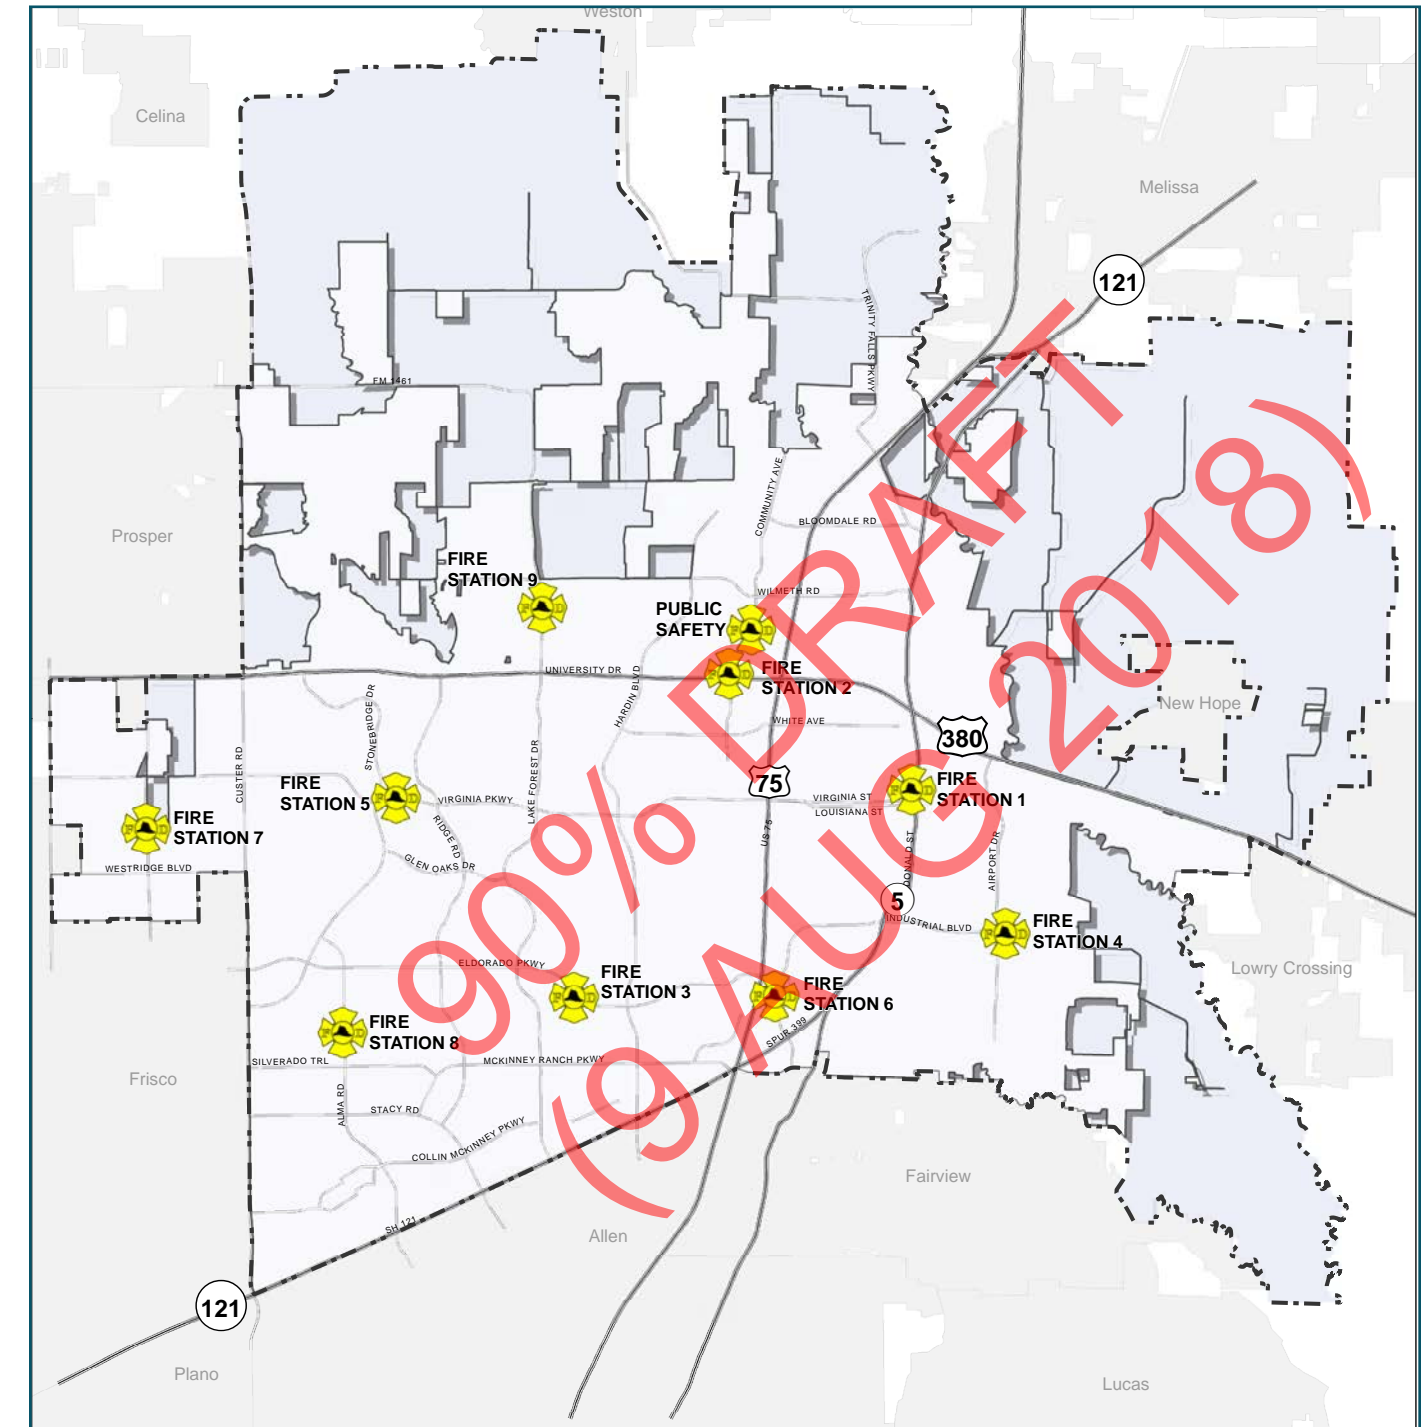 Weston
Celina
Melissa
121
TRINITY FALLS PKWY
FM 1461
Prosper
COMMUNITY AVE
BLOOMDALE RD
FIRE
STATION 9
WILMETH RD
PUBLIC
SAFETY
UNIVERSITY DR
FIRE
STATION 2
HARDIN BLVD
STONEBRIDGE DR
New Hope
WHITE AVE
380
CUSTER RD
LAKE FOREST DR
75
FIRE
STATION 5
VIRGINIA PKWY
VIRGINIA ST
LOUISIANA ST
FIRE
STATION 1
FIRE
STATION 7
RIDGE RD
US 75
DONALD ST
AIRPORT DR
WESTRIDGE BLVD
GLEN OAKS DR
5
INDUSTRIAL BLVD
FIRE
STATION 4
ELDORADO PKWY
Lowry Crossing
FIRE
STATION 3
FIRE
STATION 6
FIRE
STATION 8
SPUR 399
SILVERADO TRL
MCKINNEY RANCH PKWY
Frisco
ALMA RD
STACY RD
COLLIN MCKINNEY PKWY
Fairview
SH 121
Allen
121
Plano
Lucas
90% DRAFT
(9 AUG 2018)